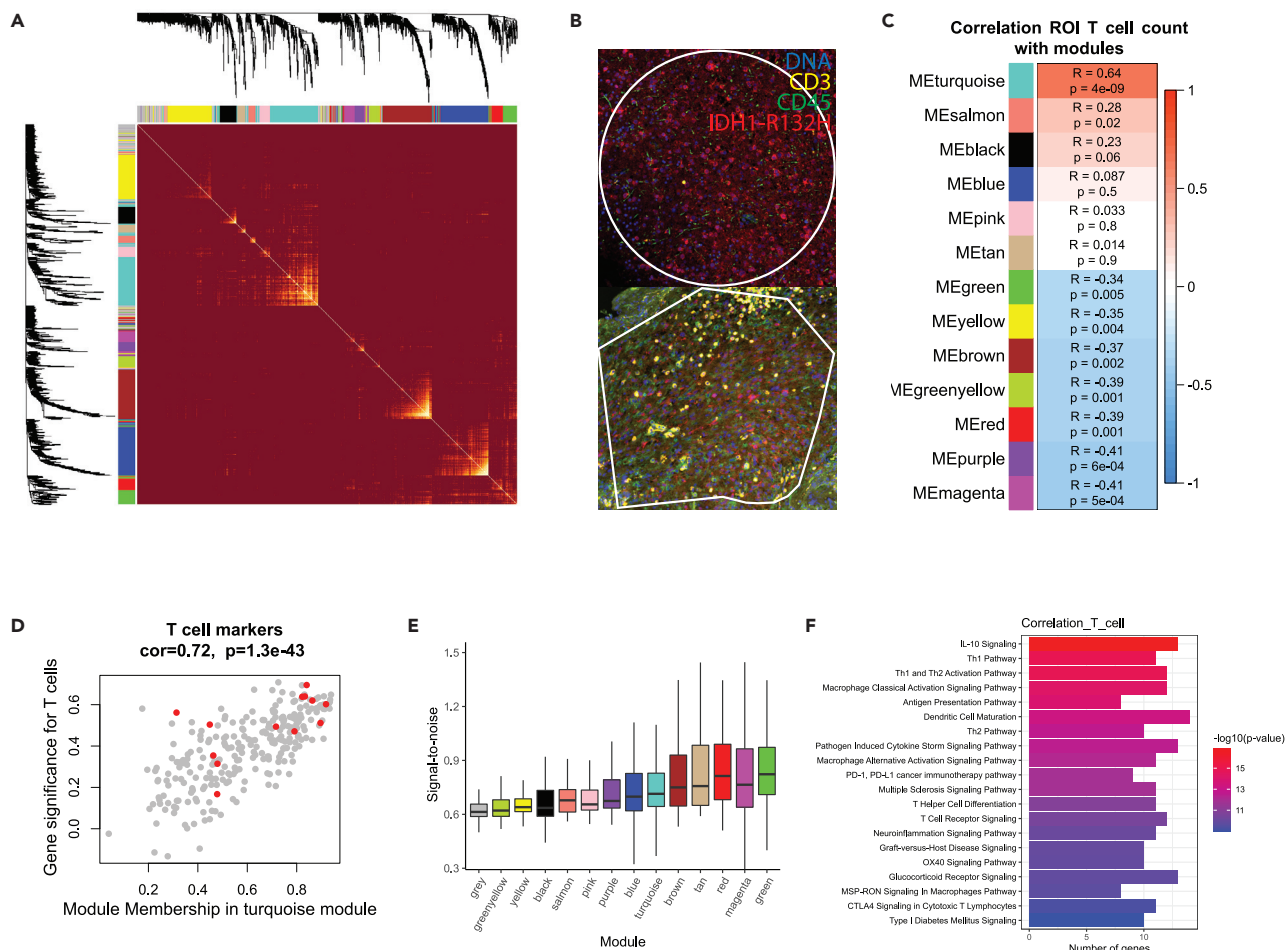 A
B
DNA
CD3
CD45
IDH1-R132H
C
Correlation ROI T cell count
with modules
MEturquoise
R = 0.64
p = 4e-09
MEsalmon
R = 0.28
p = 0.02
MEblack
R = 0.23
p = 0.06
MEblue
R = 0.087
p = 0.5
MEpink
R = 0.033
p = 0.8
MEtan
R = 0.014
p = 0.9
MEgreen
R = -0.34
p = 0.005
MEyellow
R = -0.35
p = 0.004
MEbrown
R = -0.37
p = 0.002
MEgreenyellow
R = -0.39
p = 0.001
MEred
R = -0.39
p = 0.001
MEpurple
R = -0.41
p = 6e-04
MEmagenta
R = -0.41
p = 5e-04
1
0.5
0
-0.5
-1
D
T cell markers
cor=0.72, p=1.3e-43
Gene significance for T cells
0.6
0.4
0.2
0.0
0.2
0.4
0.6
0.8
Module Membership in turquoise module
E
Signal-to-noise
1.5
1.2
0.9
0.6
0.3
grey
greenyellow
yellow
black
salmon
pink
purple
blue
turquoise
brown
tan
red
magenta
green
Module
F
Correlation_T_cell
IL-10 Signaling
Th1 Pathway
Th1 and Th2 Activation Pathway
Macrophage Classical Activation Signaling Pathway
Antigen Presentation Pathway
Dendritic Cell Maturation
Th2 Pathway
Pathogen Induced Cytokine Storm Signaling Pathway
Macrophage Alternative Activation Signaling Pathway
PD-1, PD-L1 cancer immunotherapy pathway
Multiple Sclerosis Signaling Pathway
T Helper Cell Differentiation
T Cell Receptor Signaling
Neuroinflammation Signaling Pathway
Graft-versus-Host Disease Signaling
OX40 Signaling Pathway
Glucocorticoid Receptor Signaling
MSP-RON Signaling In Macrophages Pathway
CTLA4 Signaling in Cytotoxic T Lymphocytes
Type I Diabetes Mellitus Signaling
0
5
10
Number of genes
-log10(p-value)
15
13
11